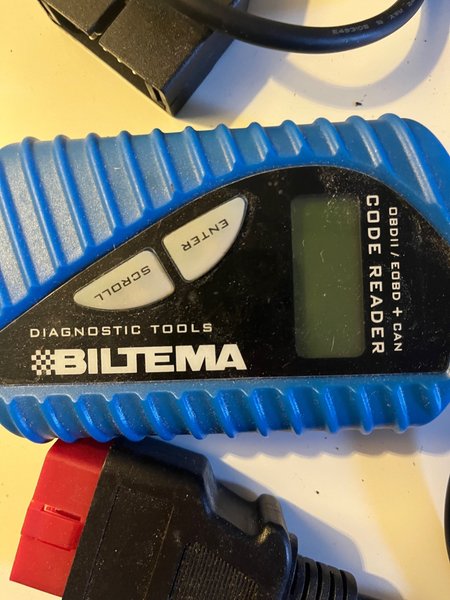 OBDII / EOBD + CAN
CODE READER
ENTER
SCROLL
DIAGNOSTIC TOOLS
BILTEMA